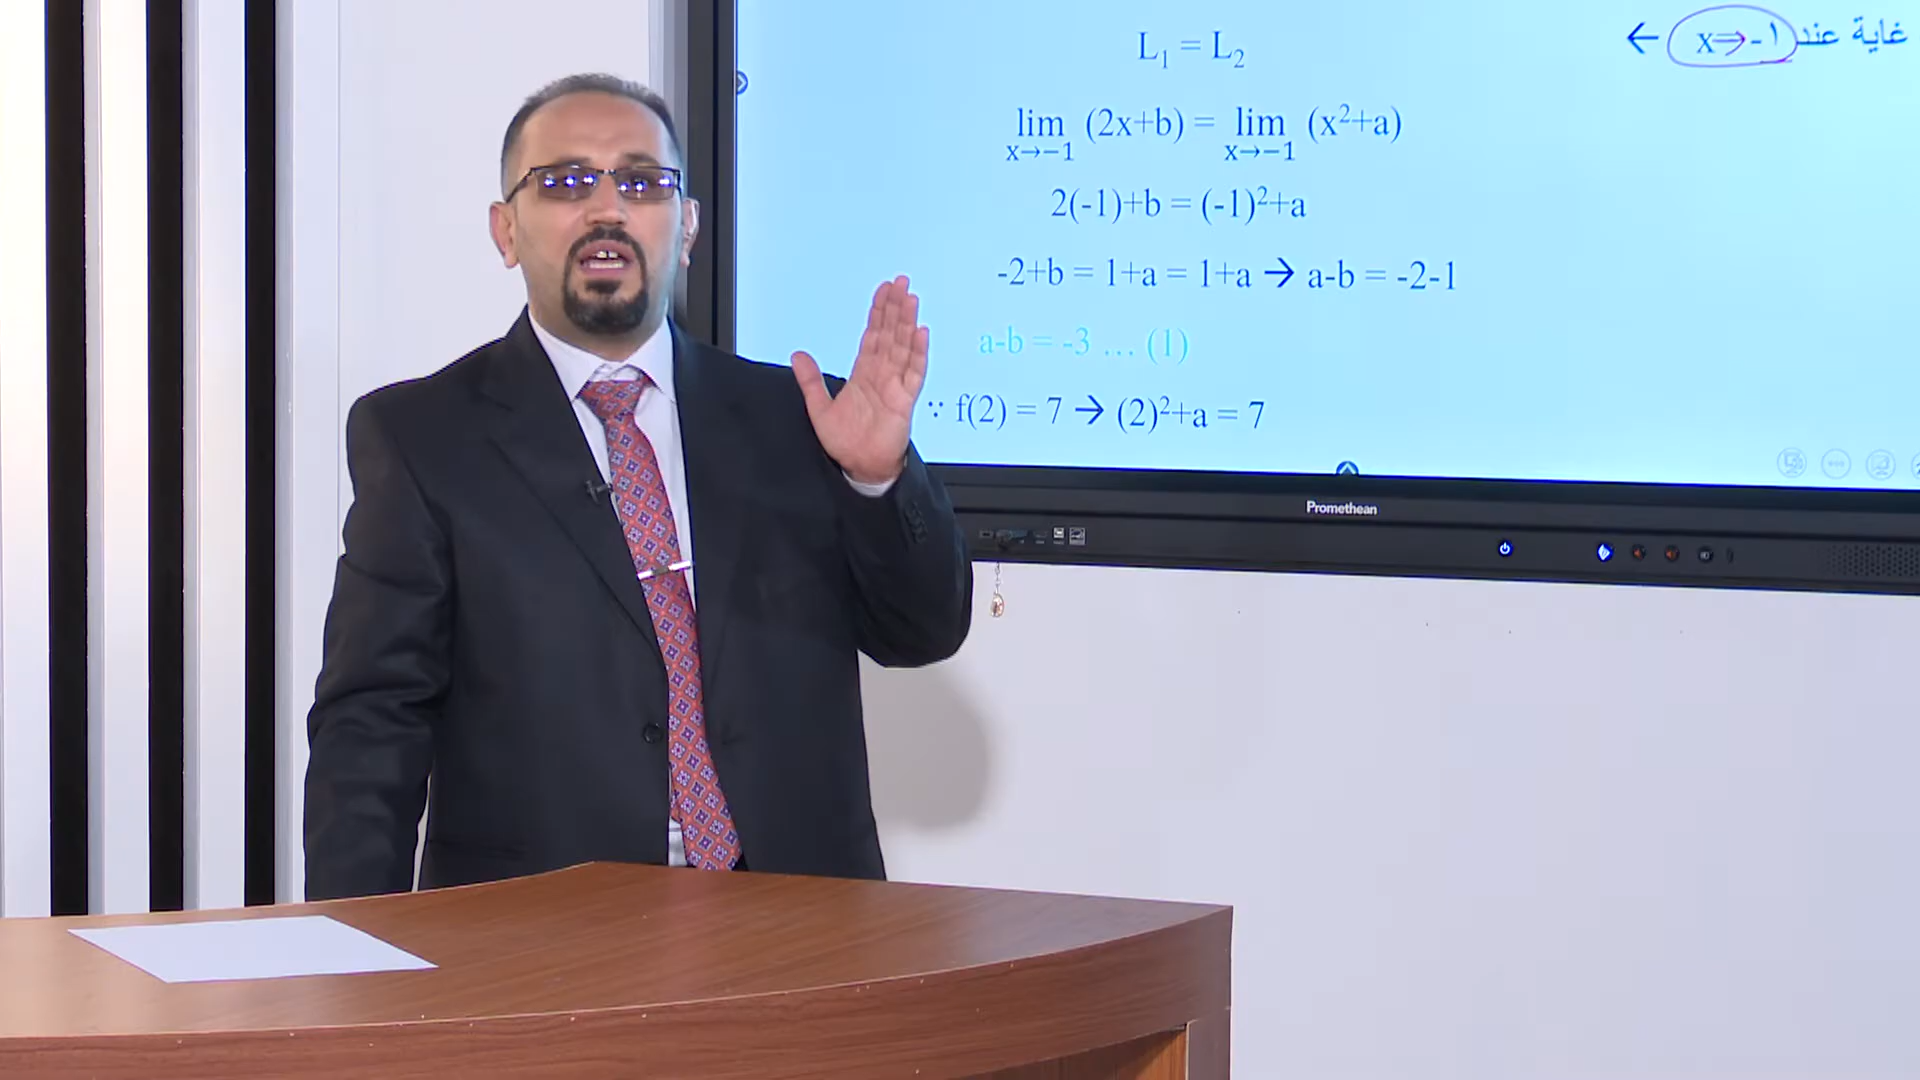 غاية عند x→-1 ←
L₁ = L₂
lim (2x+b) = lim (x²+a)
x→−1 x→−1
2(-1)+b = (-1)²+a
-2+b = 1+a = 1+a → a-b = -2-1
a-b = -3 … (1)
∵ f(2) = 7 → (2)²+a = 7
Promethean